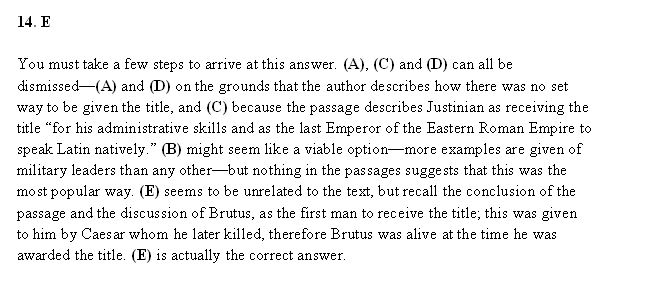 14. E
You must take a few steps to arrive at this answer. (A), (C) and (D) can all be
dismissed—(A) and (D) on the grounds that the author describes how there was no set
way to be given the title, and (C) because the passage describes Justinian as receiving the
title “for his administrative skills and as the last Emperor of the Eastern Roman Empire to
speak Latin natively.” (B) might seem like a viable option—more examples are given of
military leaders than any other—but nothing in the passages suggests that this was the
most popular way. (E) seems to be unrelated to the text, but recall the conclusion of the
passage and the discussion of Brutus, as the first man to receive the title; this was given
to him by Caesar whom he later killed, therefore Brutus was alive at the time he was
awarded the title. (E) is actually the correct answer.